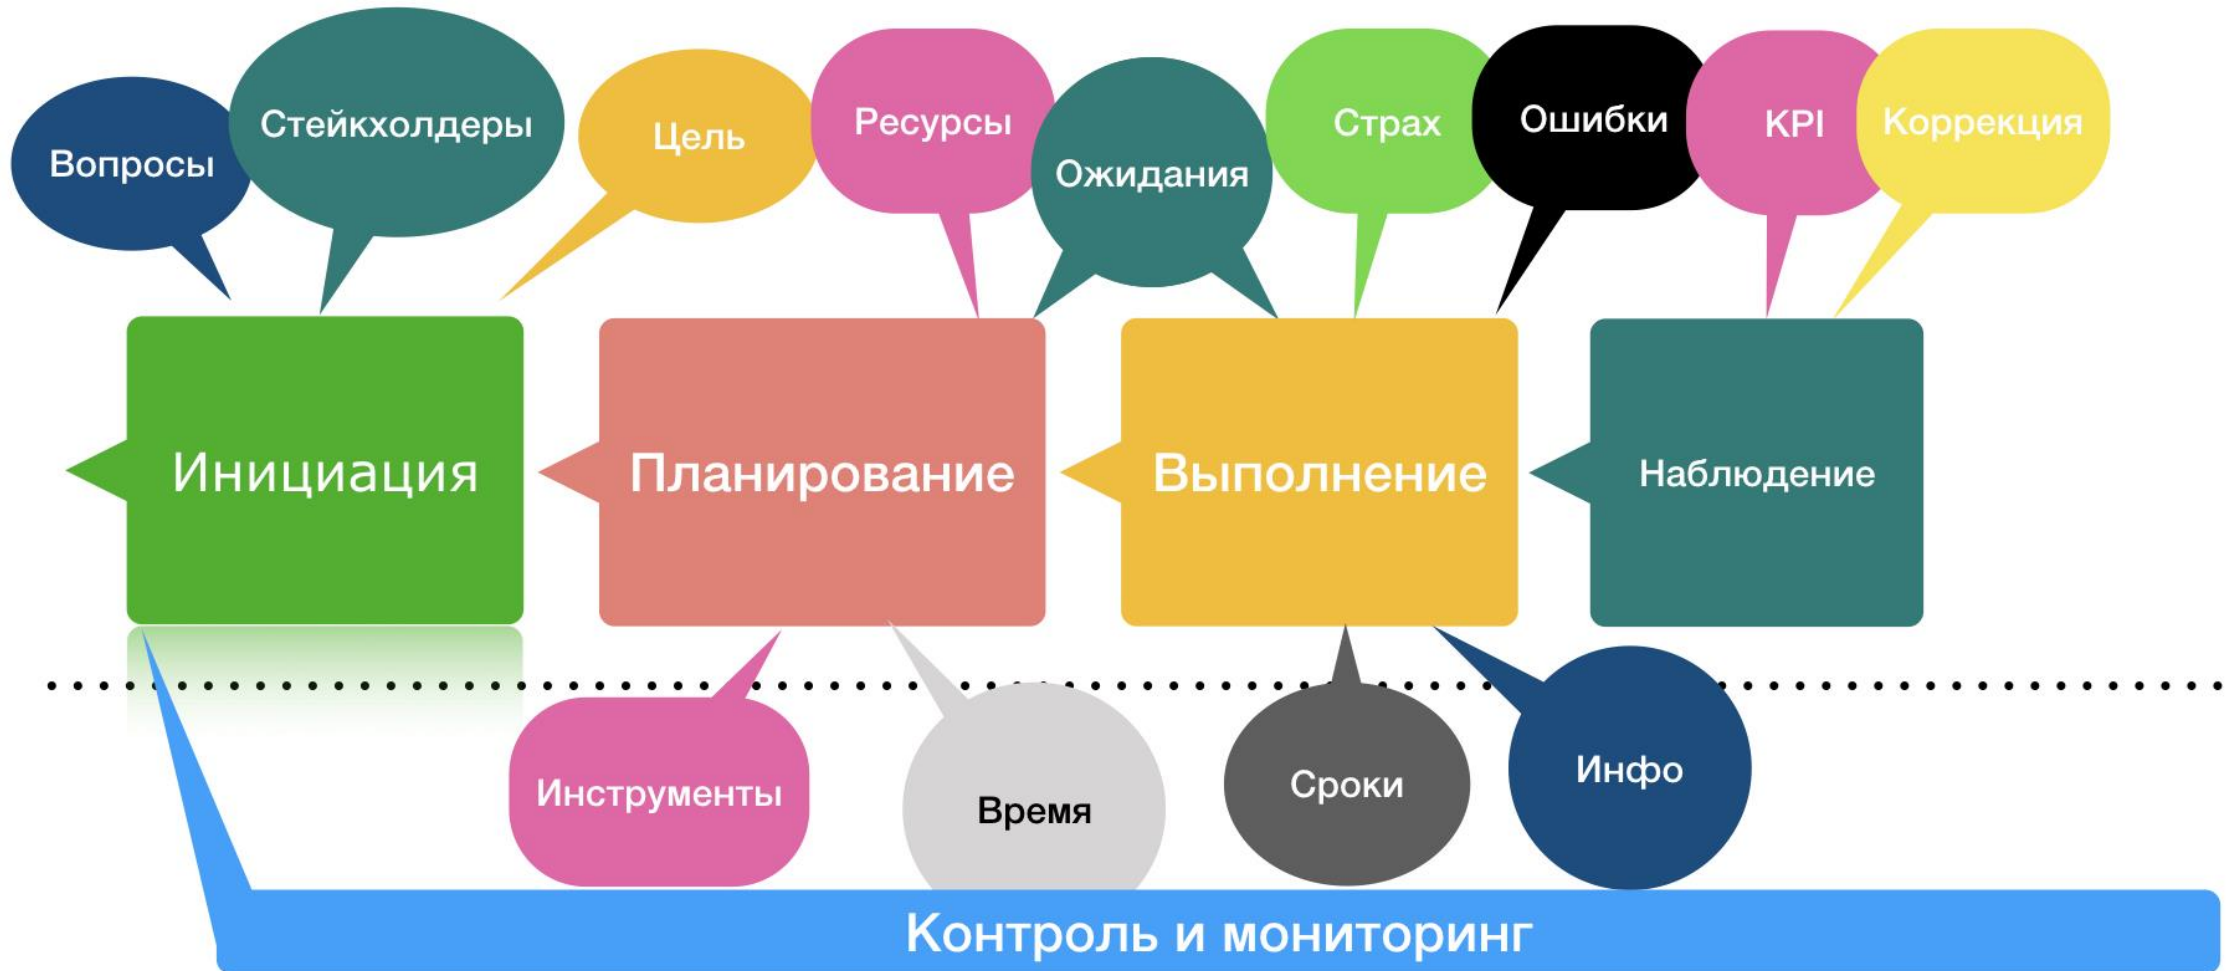 Вопросы
Стейкхолдеры
Цель
Ресурсы
Ожидания
Страх
Ошибки
KPI
Коррекция
Инициация
Планирование
Выполнение
Наблюдение
Инструменты
Время
Сроки
Инфо
Контроль и мониторинг